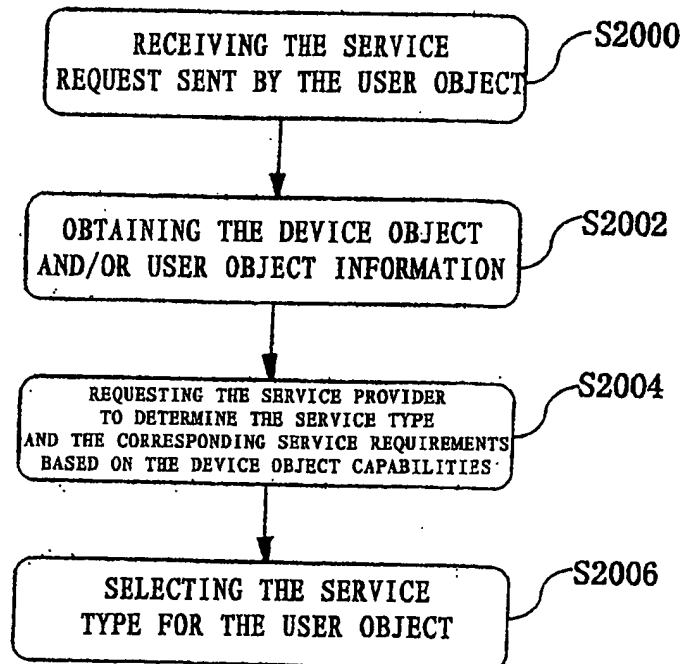 RECEIVING THE SERVICE
REQUEST SENT BY THE USER OBJECT
S2000
OBTAINING THE DEVICE OBJECT
AND/OR USER OBJECT INFORMATION
S2002
REQUESTING THE SERVICE PROVIDER
TO DETERMINE THE SERVICE TYPE
AND THE CORRESPONDING SERVICE REQUIREMENTS
BASED ON THE DEVICE OBJECT CAPABILITIES
S2004
SELECTING THE SERVICE
TYPE FOR THE USER OBJECT
S2006